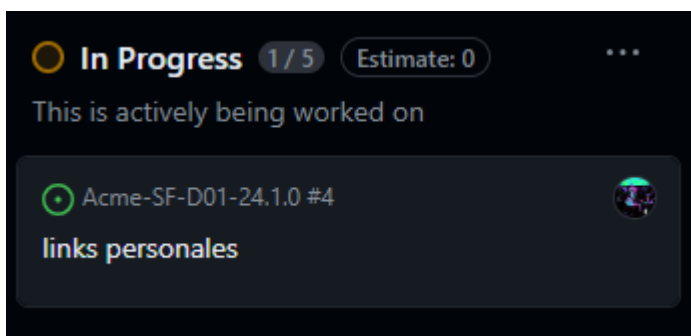 In Progress 1 / 5 Estimate: 0
This is actively being worked on
Acme-SF-D01-24.1.0 #4
links personales